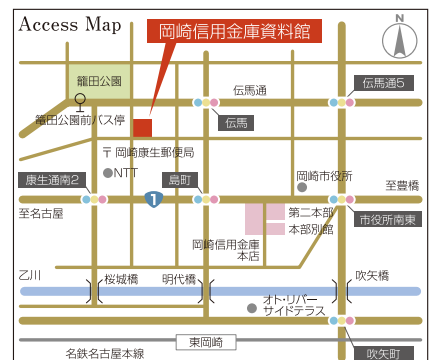 Access Map
岡崎信用金庫資料館
N
籠田公園
伝馬通
伝馬通5
籠田公園前バス停
伝馬
〒岡崎康生郵便局
NTT
岡崎市役所
康生通南2
島町
至豊橋
至名古屋
1
第二本部
本部別館
市役所南東
岡崎信用金庫
本店
乙川
桜城橋
明代橋
吹矢橋
オト・リバー
サイドテラス
東岡崎
吹矢町
名鉄名古屋本線